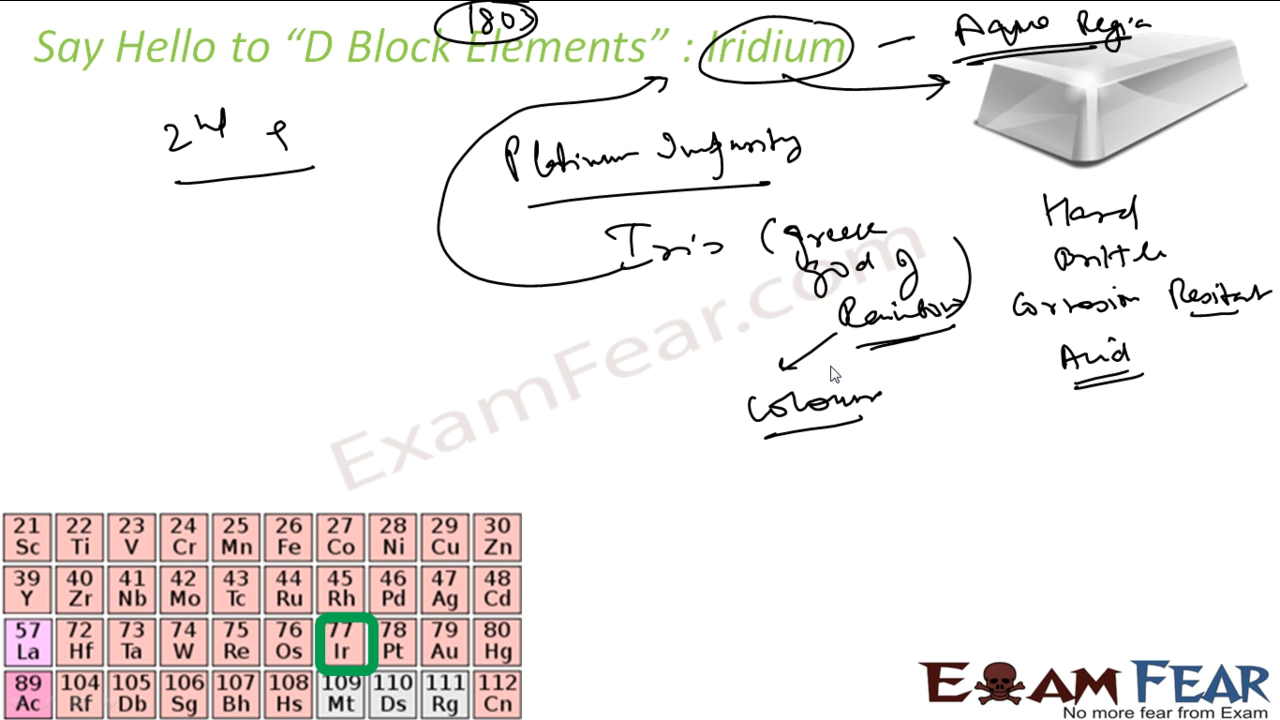 1803
Say Hello to “D Block Elements” : Iridium
Aqua Regia
2nd
Platinum Impurity
Iris (greek
god of
Rainbow)
Colour
Hard
Brittle
Corrosion Resitant
Acid
ExamFear.com
21 22 23 24 25 26 27 28 29 30
Sc Ti V Cr Mn Fe Co Ni Cu Zn
39 40 41 42 43 44 45 46 47 48
Y Zr Nb Mo Tc Ru Rh Pd Ag Cd
57 72 73 74 75 76 77 78 79 80
La Hf Ta W Re Os Ir Pt Au Hg
89 104 105 106 107 108 109 110 111 112
Ac Rf Db Sg Bh Hs Mt Ds Rg Cn
EXAM FEAR
No more fear from Exam